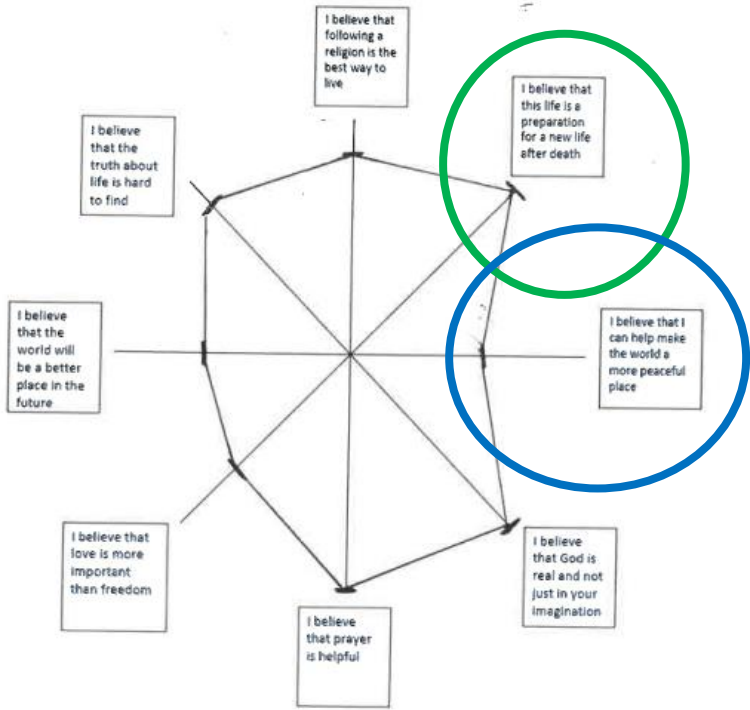 I believe that
following a
religion is the
best way to
live
I believe that
this life is a
preparation
for a new life
after death
I believe
that the
truth about
life is hard
to find
I believe
that the
world will
be a better
place in the
future
I believe that I
can help make
the world a
more peaceful
place
I believe that
love is more
important
than freedom
I believe
that God is
real and not
just in your
imagination
I believe
that prayer
is helpful